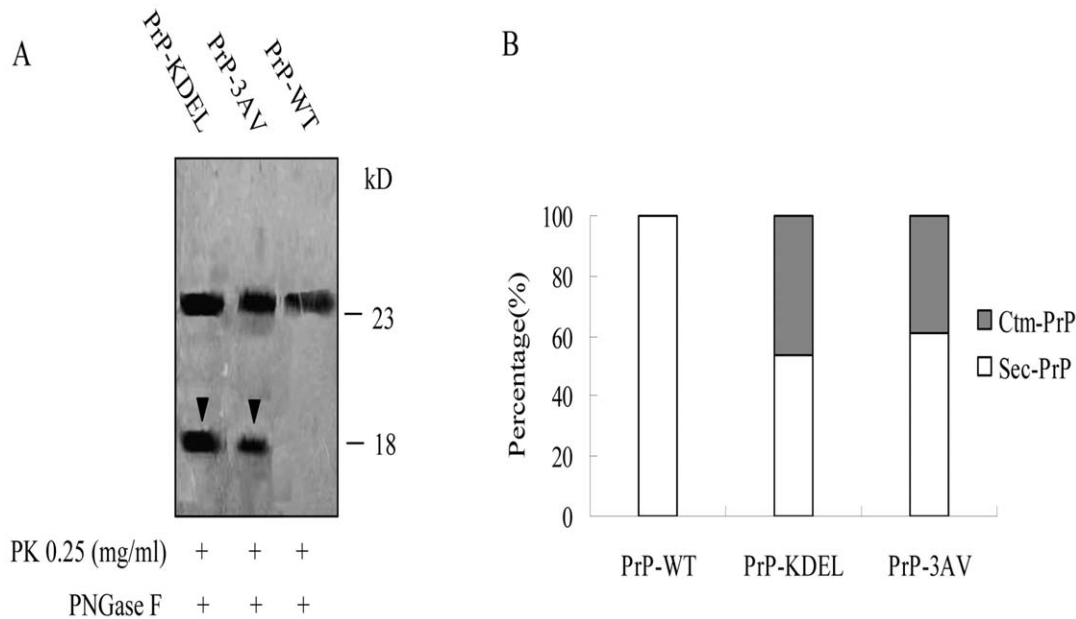 A
PrP-KDEL
PrP-3AV
PrP-WT
kD
23
18
PK 0.25 (mg/ml) + + +
PNGase F + + +
B
Percentage(%)
100
80
60
40
20
0
PrP-WT PrP-KDEL PrP-3AV
Ctm-PrP
Sec-PrP